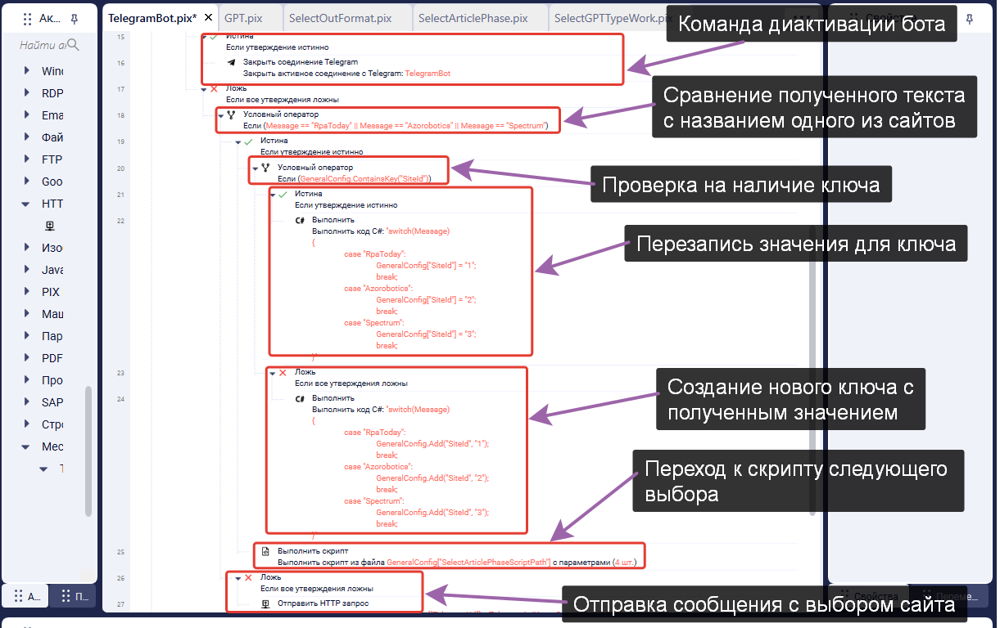 Ак...
TelegramBot.pix*
GPT.pix
SelectOutFormat.pix
SelectArticlePhase.pix
SelectGPTTypeWork.pix
Найти
Winc
RDP
Ema
Фай
FTP
Goo
HTT
Изо
Java
PIX
Маш
Пар
PDF
Про
SAP
Стро
Мес
А...
П...
15
Истина
Если утверждение истинно
16
Закрыть соединение Telegram
Закрыть активное соединение с Telegram: TelegramBot
17
Ложь
Если все утверждения ложны
18
Условный оператор
Если (Message == "RpaToday" || Message == "Azorobotics" || Message == "Spectrum")
19
Истина
Если утверждение истинно
20
Условный оператор
Если (GeneralConfig.ContainsKey("SiteId"))
21
Истина
Если утверждение истинно
22
C# Выполнить
Выполнить код C#: "switch(Message)
{
case "RpaToday":
GeneralConfig["SiteId"] = "1";
break;
case "Azorobotics":
GeneralConfig["SiteId"] = "2";
break;
case "Spectrum":
GeneralConfig["SiteId"] = "3";
break;
}"
23
Ложь
Если все утверждения ложны
24
C# Выполнить
Выполнить код C#: "switch(Message)
{
case "RpaToday":
GeneralConfig.Add("SiteId", "1");
break;
case "Azorobotics":
GeneralConfig.Add("SiteId", "2");
break;
case "Spectrum":
GeneralConfig.Add("SiteId", "3");
break;
}"
25
Выполнить скрипт
Выполнить скрипт из файла GeneralConfig["SelectArticlePhaseScriptPath"] с параметрами (4 шт.)
26
Ложь
Если все утверждения ложны
27
Отправить HTTP запрос
Команда диактивации бота
Сравнение полученного текста
с названием одного из сайтов
Проверка на наличие ключа
Перезапись значения для ключа
Создание нового ключа с
полученным значением
Переход к скрипту следующего
выбора
Отправка сообщения с выбором сайта
Свойства
Переме...